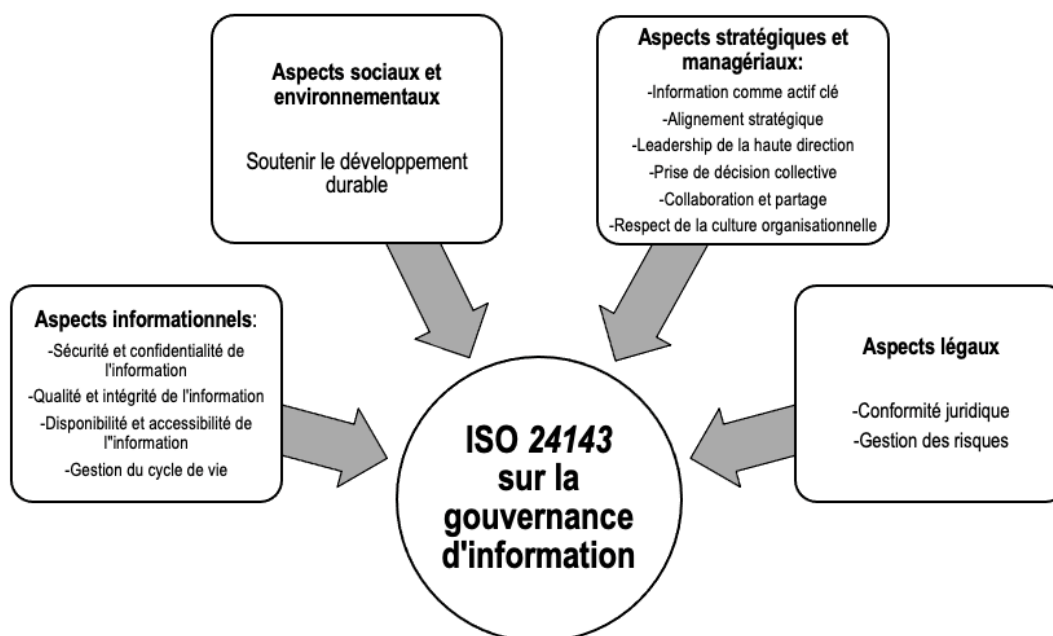 Aspects sociaux et
environnementaux
Soutenir le développement
durable
Aspects stratégiques et
managériaux:
-Information comme actif clé
-Alignement stratégique
-Leadership de la haute direction
-Prise de décision collective
-Collaboration et partage
-Respect de la culture organisationnelle
Aspects informationnels:
-Sécurité et confidentialité de
l'information
-Qualité et intégrité de l'information
-Disponibilité et accessibilité de
l"information
-Gestion du cycle de vie
Aspects légaux
-Conformité juridique
-Gestion des risques
ISO 24143
sur la
gouvernance
d'information